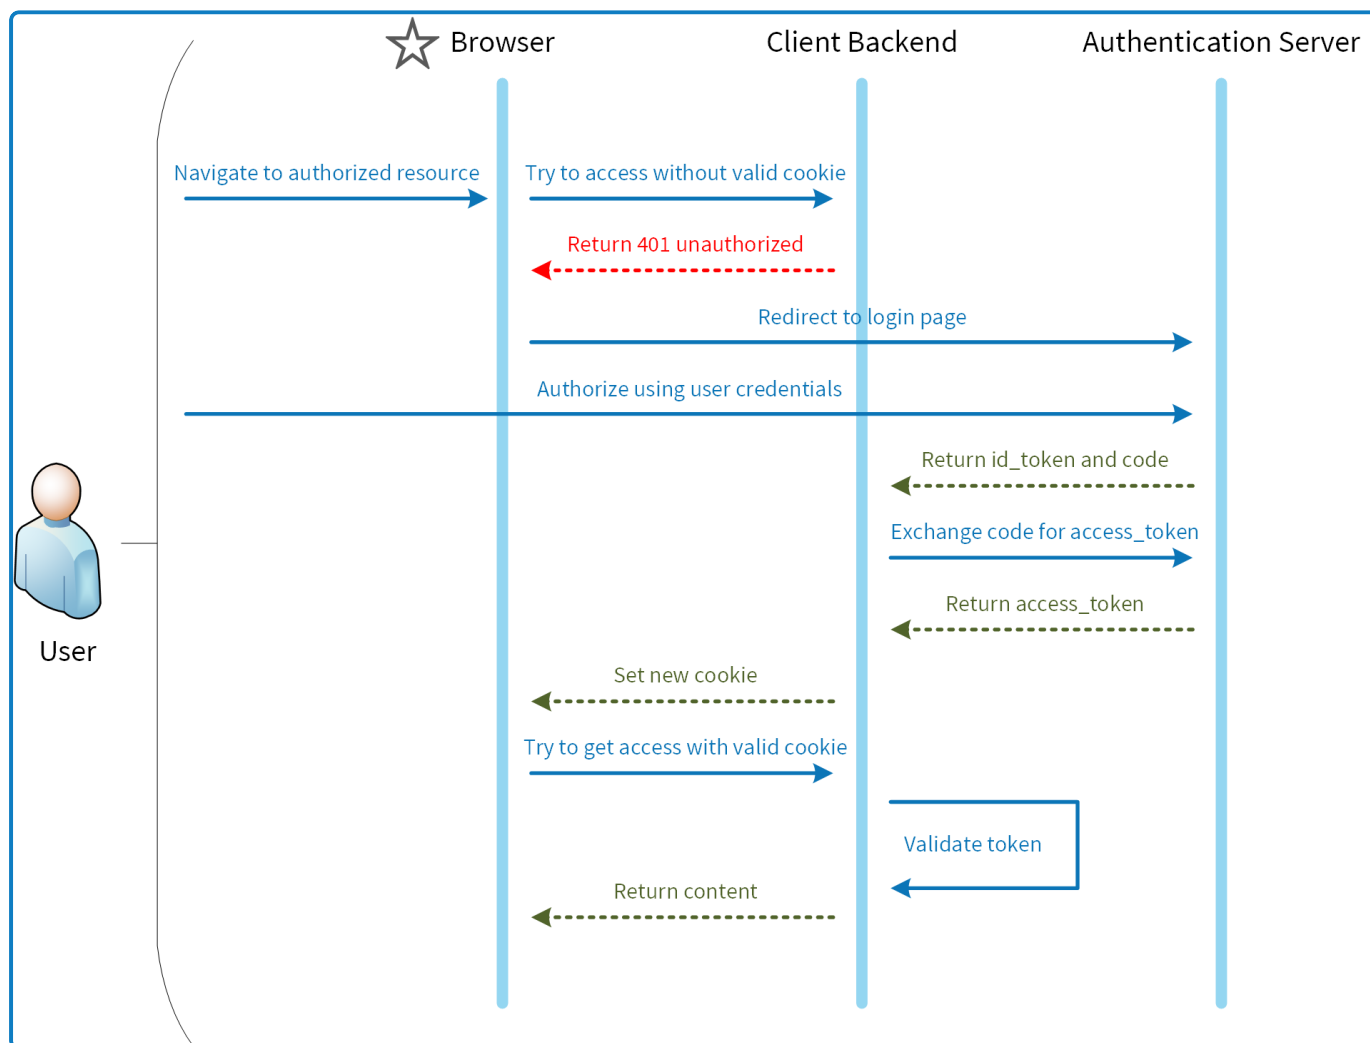 Browser
Client Backend
Authentication Server
Navigate to authorized resource
Try to access without valid cookie
Return 401 unauthorized
Redirect to login page
Authorize using user credentials
Return id_token and code
Exchange code for access_token
Return access_token
User
Set new cookie
Try to get access with valid cookie
Validate token
Return content